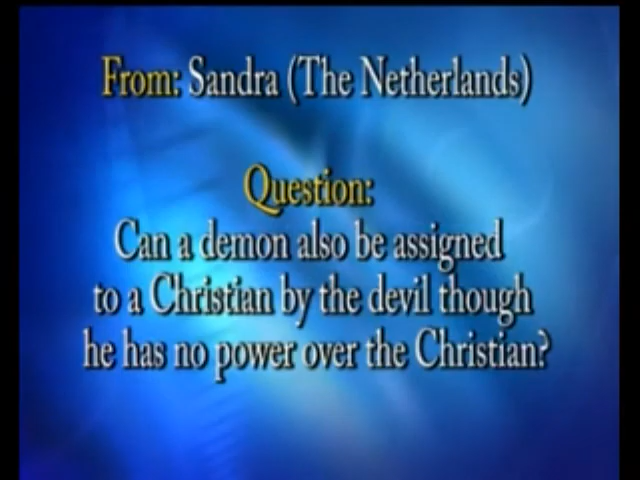 From: Sandra (The Netherlands)
Question:
Can a demon also be assigned
to a Christian by the devil though
he has no power over the Christian?